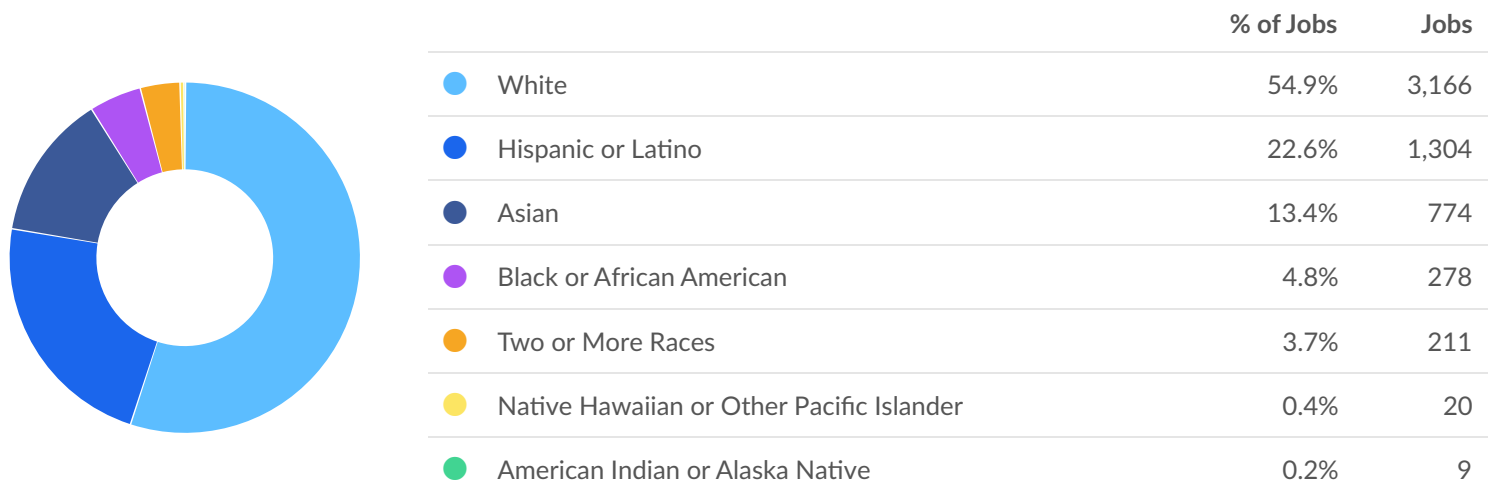 % of Jobs Jobs
White 54.9% 3,166
Hispanic or Latino 22.6% 1,304
Asian 13.4% 774
Black or African American 4.8% 278
Two or More Races 3.7% 211
Native Hawaiian or Other Pacific Islander 0.4% 20
American Indian or Alaska Native 0.2% 9